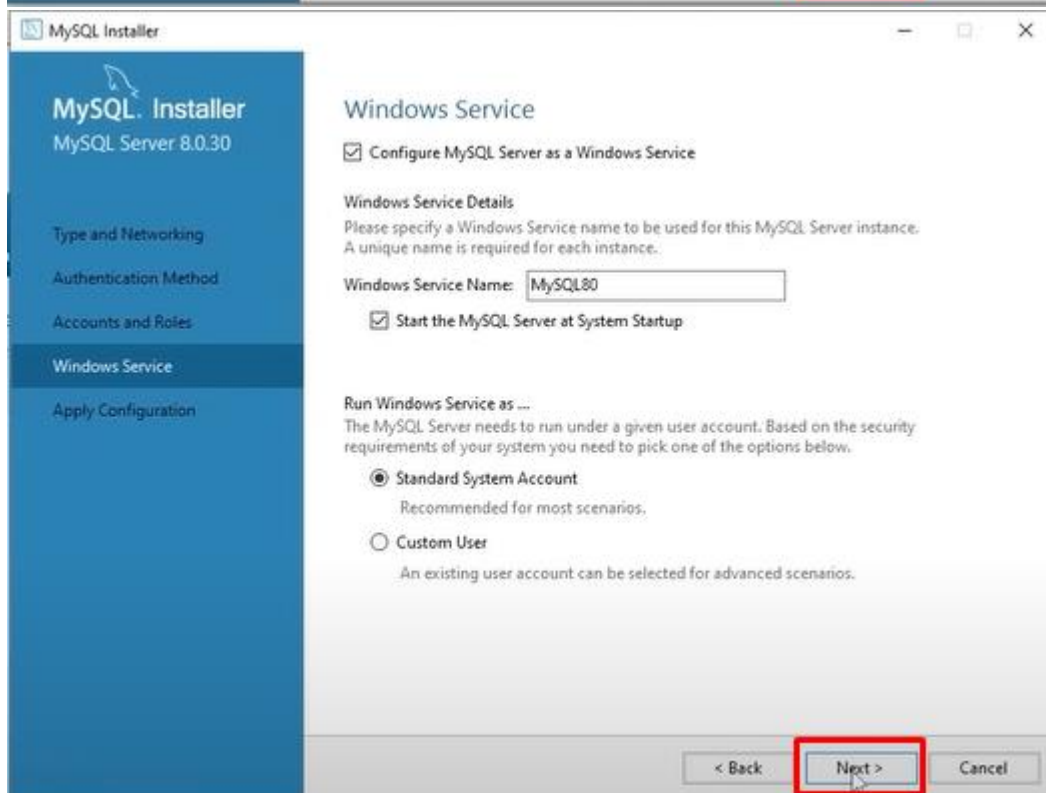 MySQL Installer
MySQL. Installer
MySQL Server 8.0.30
Type and Networking
Authentication Method
Accounts and Roles
Windows Service
Apply Configuration
Windows Service
Configure MySQL Server as a Windows Service
Windows Service Details
Please specify a Windows Service name to be used for this MySQL Server instance.
A unique name is required for each instance.
Windows Service Name: MySQL80
Start the MySQL Server at System Startup
Run Windows Service as ...
The MySQL Server needs to run under a given user account. Based on the security
requirements of your system you need to pick one of the options below.
Standard System Account
Recommended for most scenarios.
Custom User
An existing user account can be selected for advanced scenarios.
< Back Next > Cancel